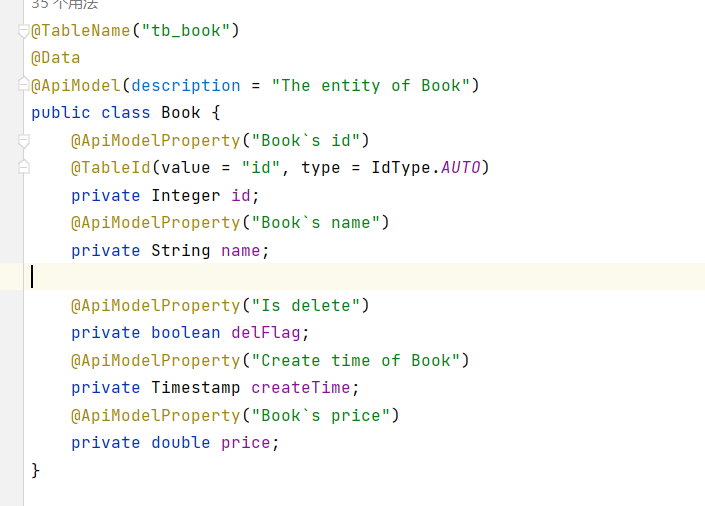 35 个用法
@TableName("tb_book")
@Data
@ApiModel(description = "The entity of Book")
public class Book {
    @ApiModelProperty("Book`s id")
    @TableId(value = "id", type = IdType.AUTO)
    private Integer id;
    @ApiModelProperty("Book`s name")
    private String name;
    @ApiModelProperty("Is delete")
    private boolean delFlag;
    @ApiModelProperty("Create time of Book")
    private Timestamp createTime;
    @ApiModelProperty("Book`s price")
    private double price;
}